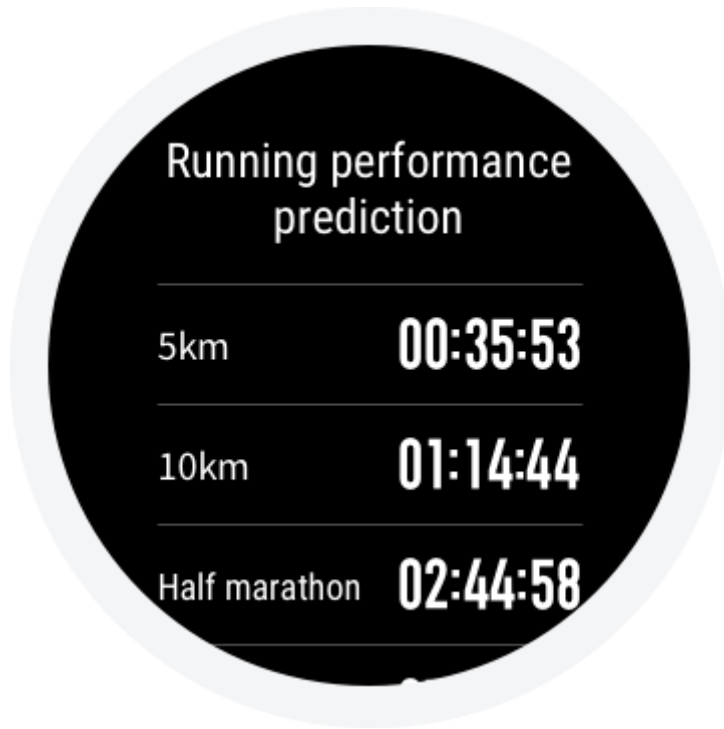 Running performance
prediction
5km 00:35:53
10km 01:14:44
Half marathon 02:44:58